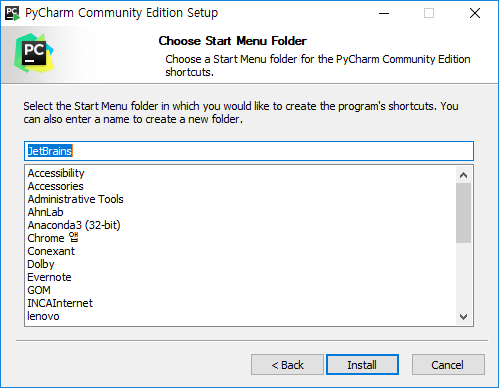 PyCharm Community Edition Setup
PC
Choose Start Menu Folder
Choose a Start Menu folder for the PyCharm Community Edition
shortcuts.
Select the Start Menu folder in which you would like to create the program's shortcuts. You
can also enter a name to create a new folder.
JetBrains
Accessibility
Accessories
Administrative Tools
AhnLab
Anaconda3 (32-bit)
Chrome 앱
Conexant
Dolby
Evernote
GOM
INCAInternet
lenovo
< Back
Install
Cancel